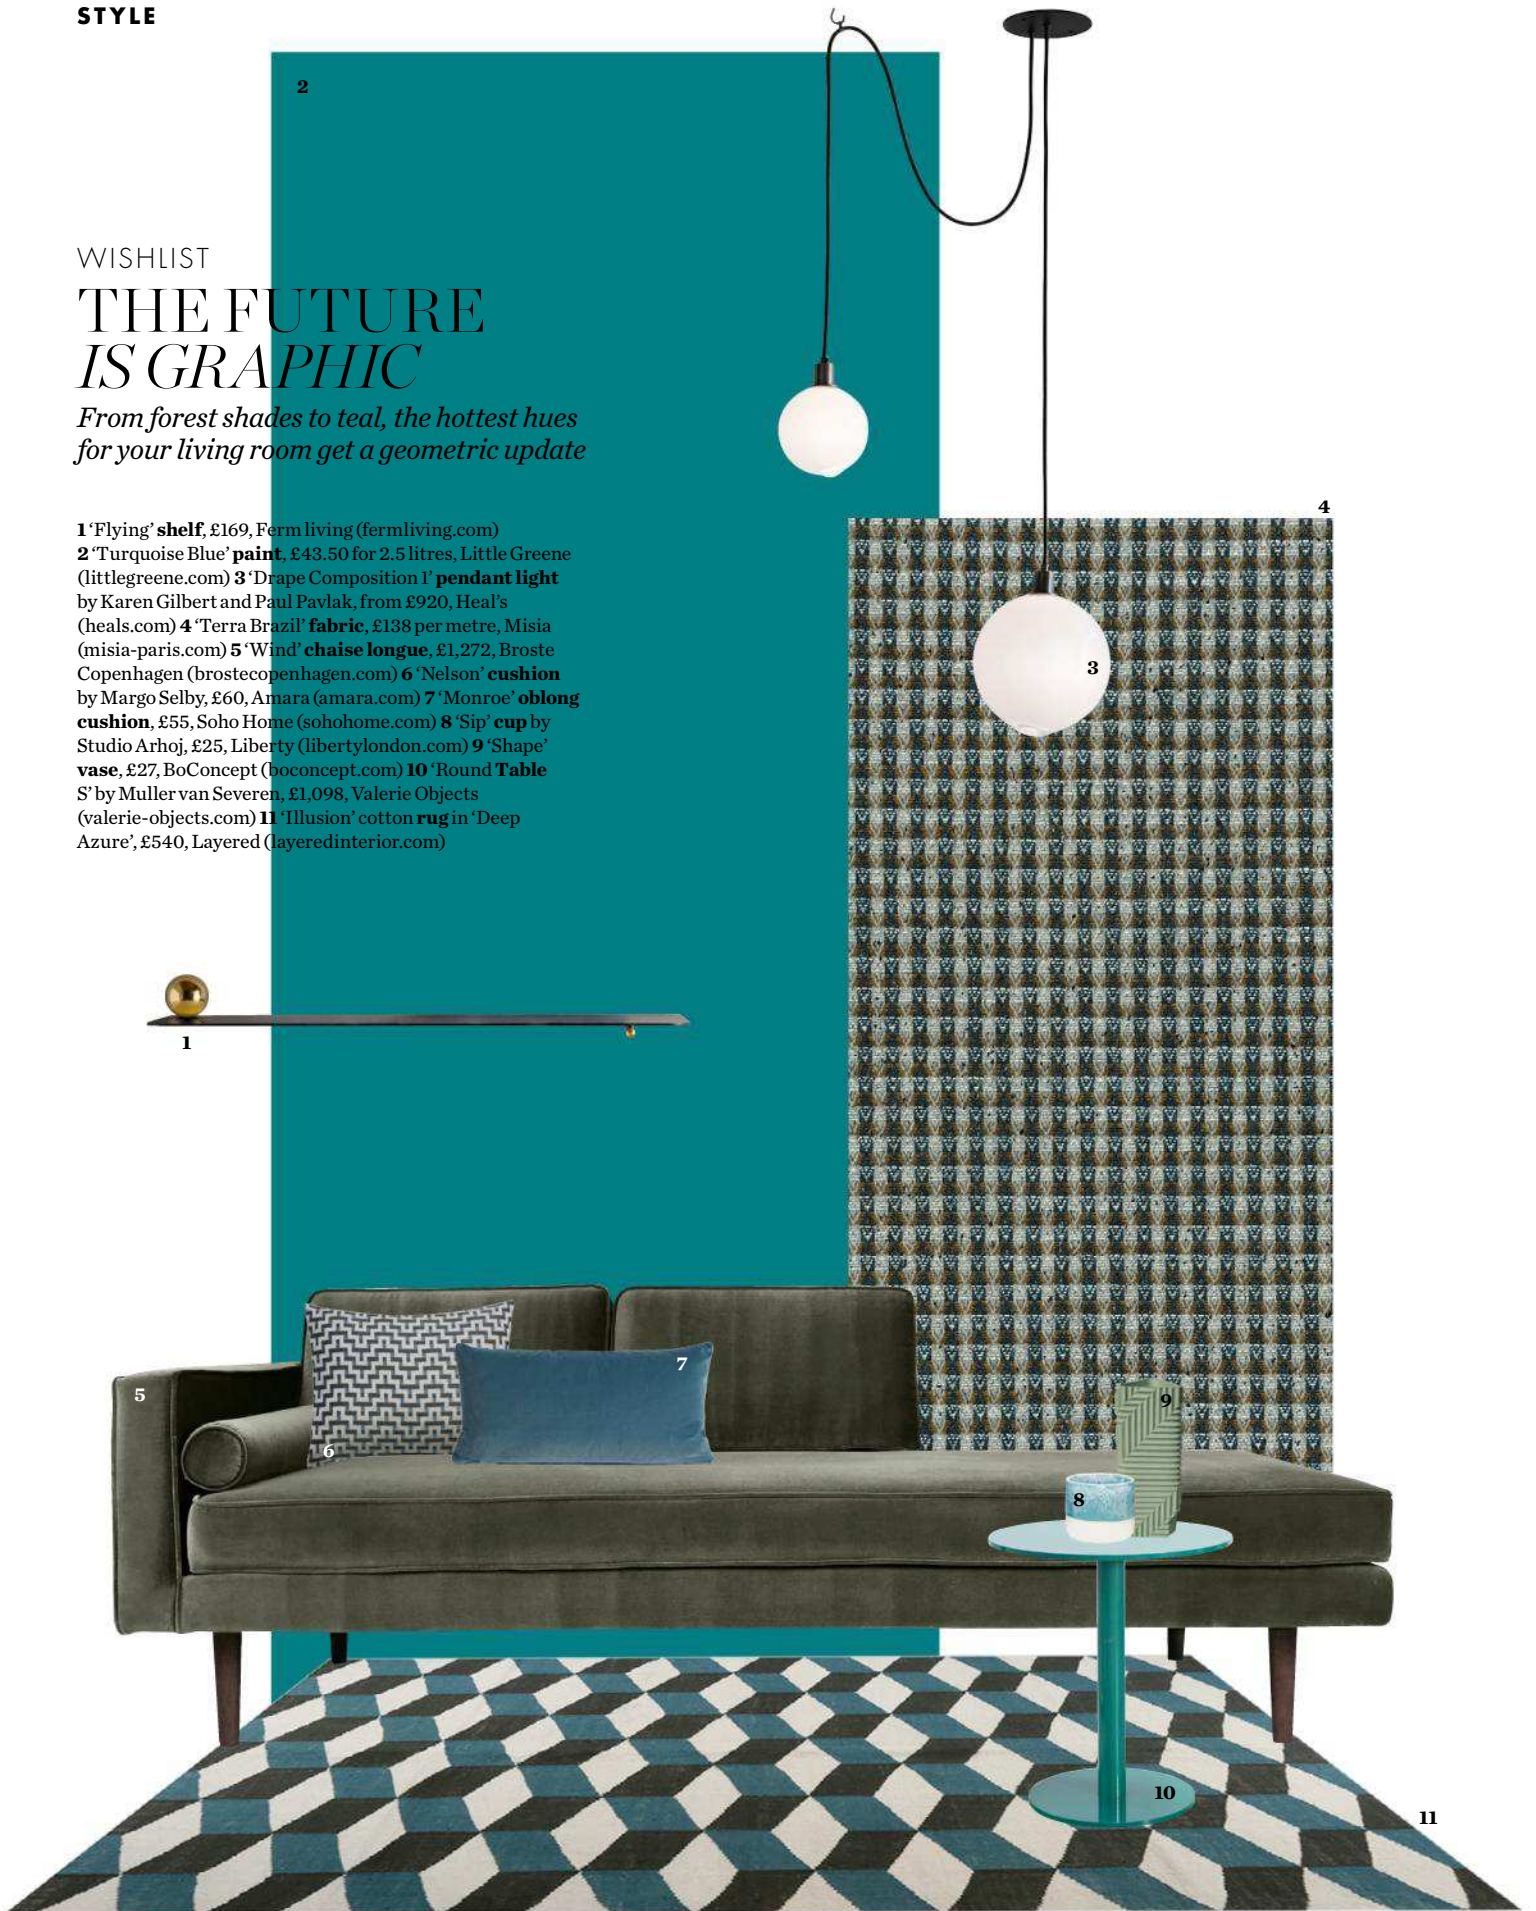 STYLE
2
WISHLIST
THE FUTURE
IS GRAPHIC
From forest shades to teal, the hottest hues
for your living room get a geometric update
1 ‘Flying’ shelf, £169, Ferm living (fermliving.com)
2 ‘Turquoise Blue’ paint, £43.50 for 2.5 litres, Little Greene
(littlegreene.com) 3 ‘Drape Composition 1’ pendant light
by Karen Gilbert and Paul Pavlak, from £920, Heal’s
(heals.com) 4 ‘Terra Brazil’ fabric, £138 per metre, Misia
(misia-paris.com) 5 ‘Wind’ chaise longue, £1,272, Broste
Copenhagen (brostecopenhagen.com) 6 ‘Nelson’ cushion
by Margo Selby, £60, Amara (amara.com) 7 ‘Monroe’ oblong
cushion, £55, Soho Home (sohohome.com) 8 ‘Sip’ cup by
Studio Arhoj, £25, Liberty (libertylondon.com) 9 ‘Shape’
vase, £27, BoConcept (boconcept.com) 10 ‘Round Table
S’ by Muller van Severen, £1,098, Valerie Objects
(valerie-objects.com) 11 ‘Illusion’ cotton rug in ‘Deep
Azure’, £540, Layered (layeredinterior.com)
4
3
1
7
5
9
6
8
10
11